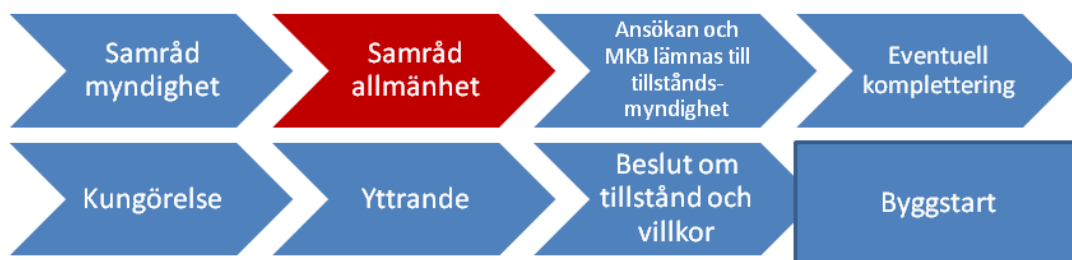 Samråd
myndighet
Samråd
allmänhet
Ansökan och
MKB lämnas till
tillstånds-
myndighet
Eventuell
komplettering
Kungörelse
Yttrande
Beslut om
tillstånd och
villkor
Byggstart